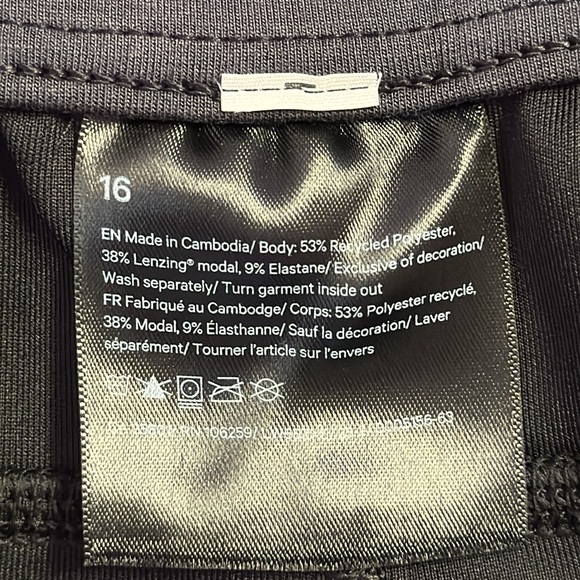 16
EN Made in Cambodia/ Body: 53% Recycled Polyester,
38% Lenzing® modal, 9% Elastane/ Exclusive of decoration/
Wash separately/ Turn garment inside out
FR Fabriqué au Cambodge/ Corps: 53% Polyester recyclé,
38% Modal, 9% Élasthanne/ Sauf la décoration/ Laver
séparément/ Tourner l'article sur l'envers
106259/